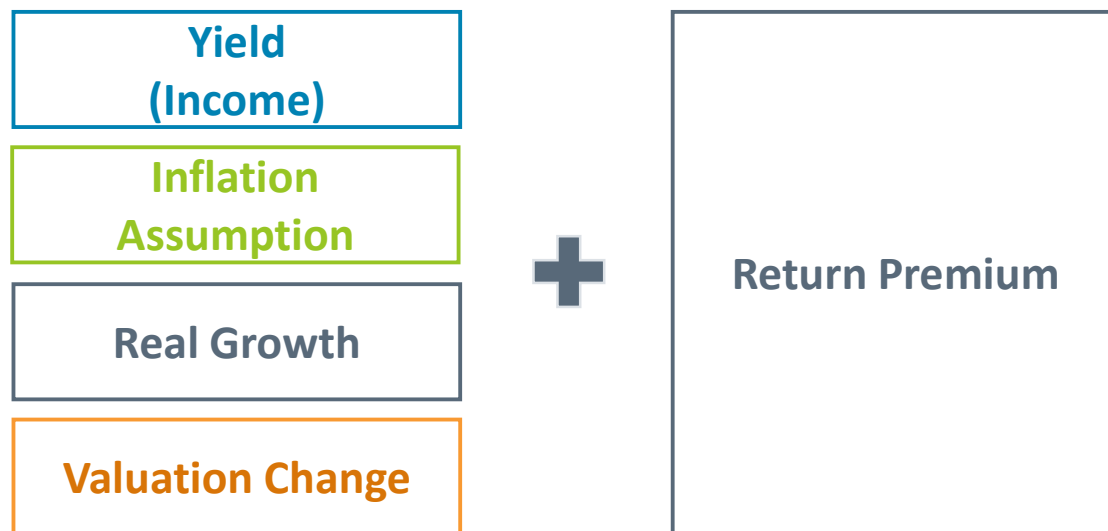 Yield
(Income)
Inflation
Assumption
Real Growth
Valuation Change
Return Premium